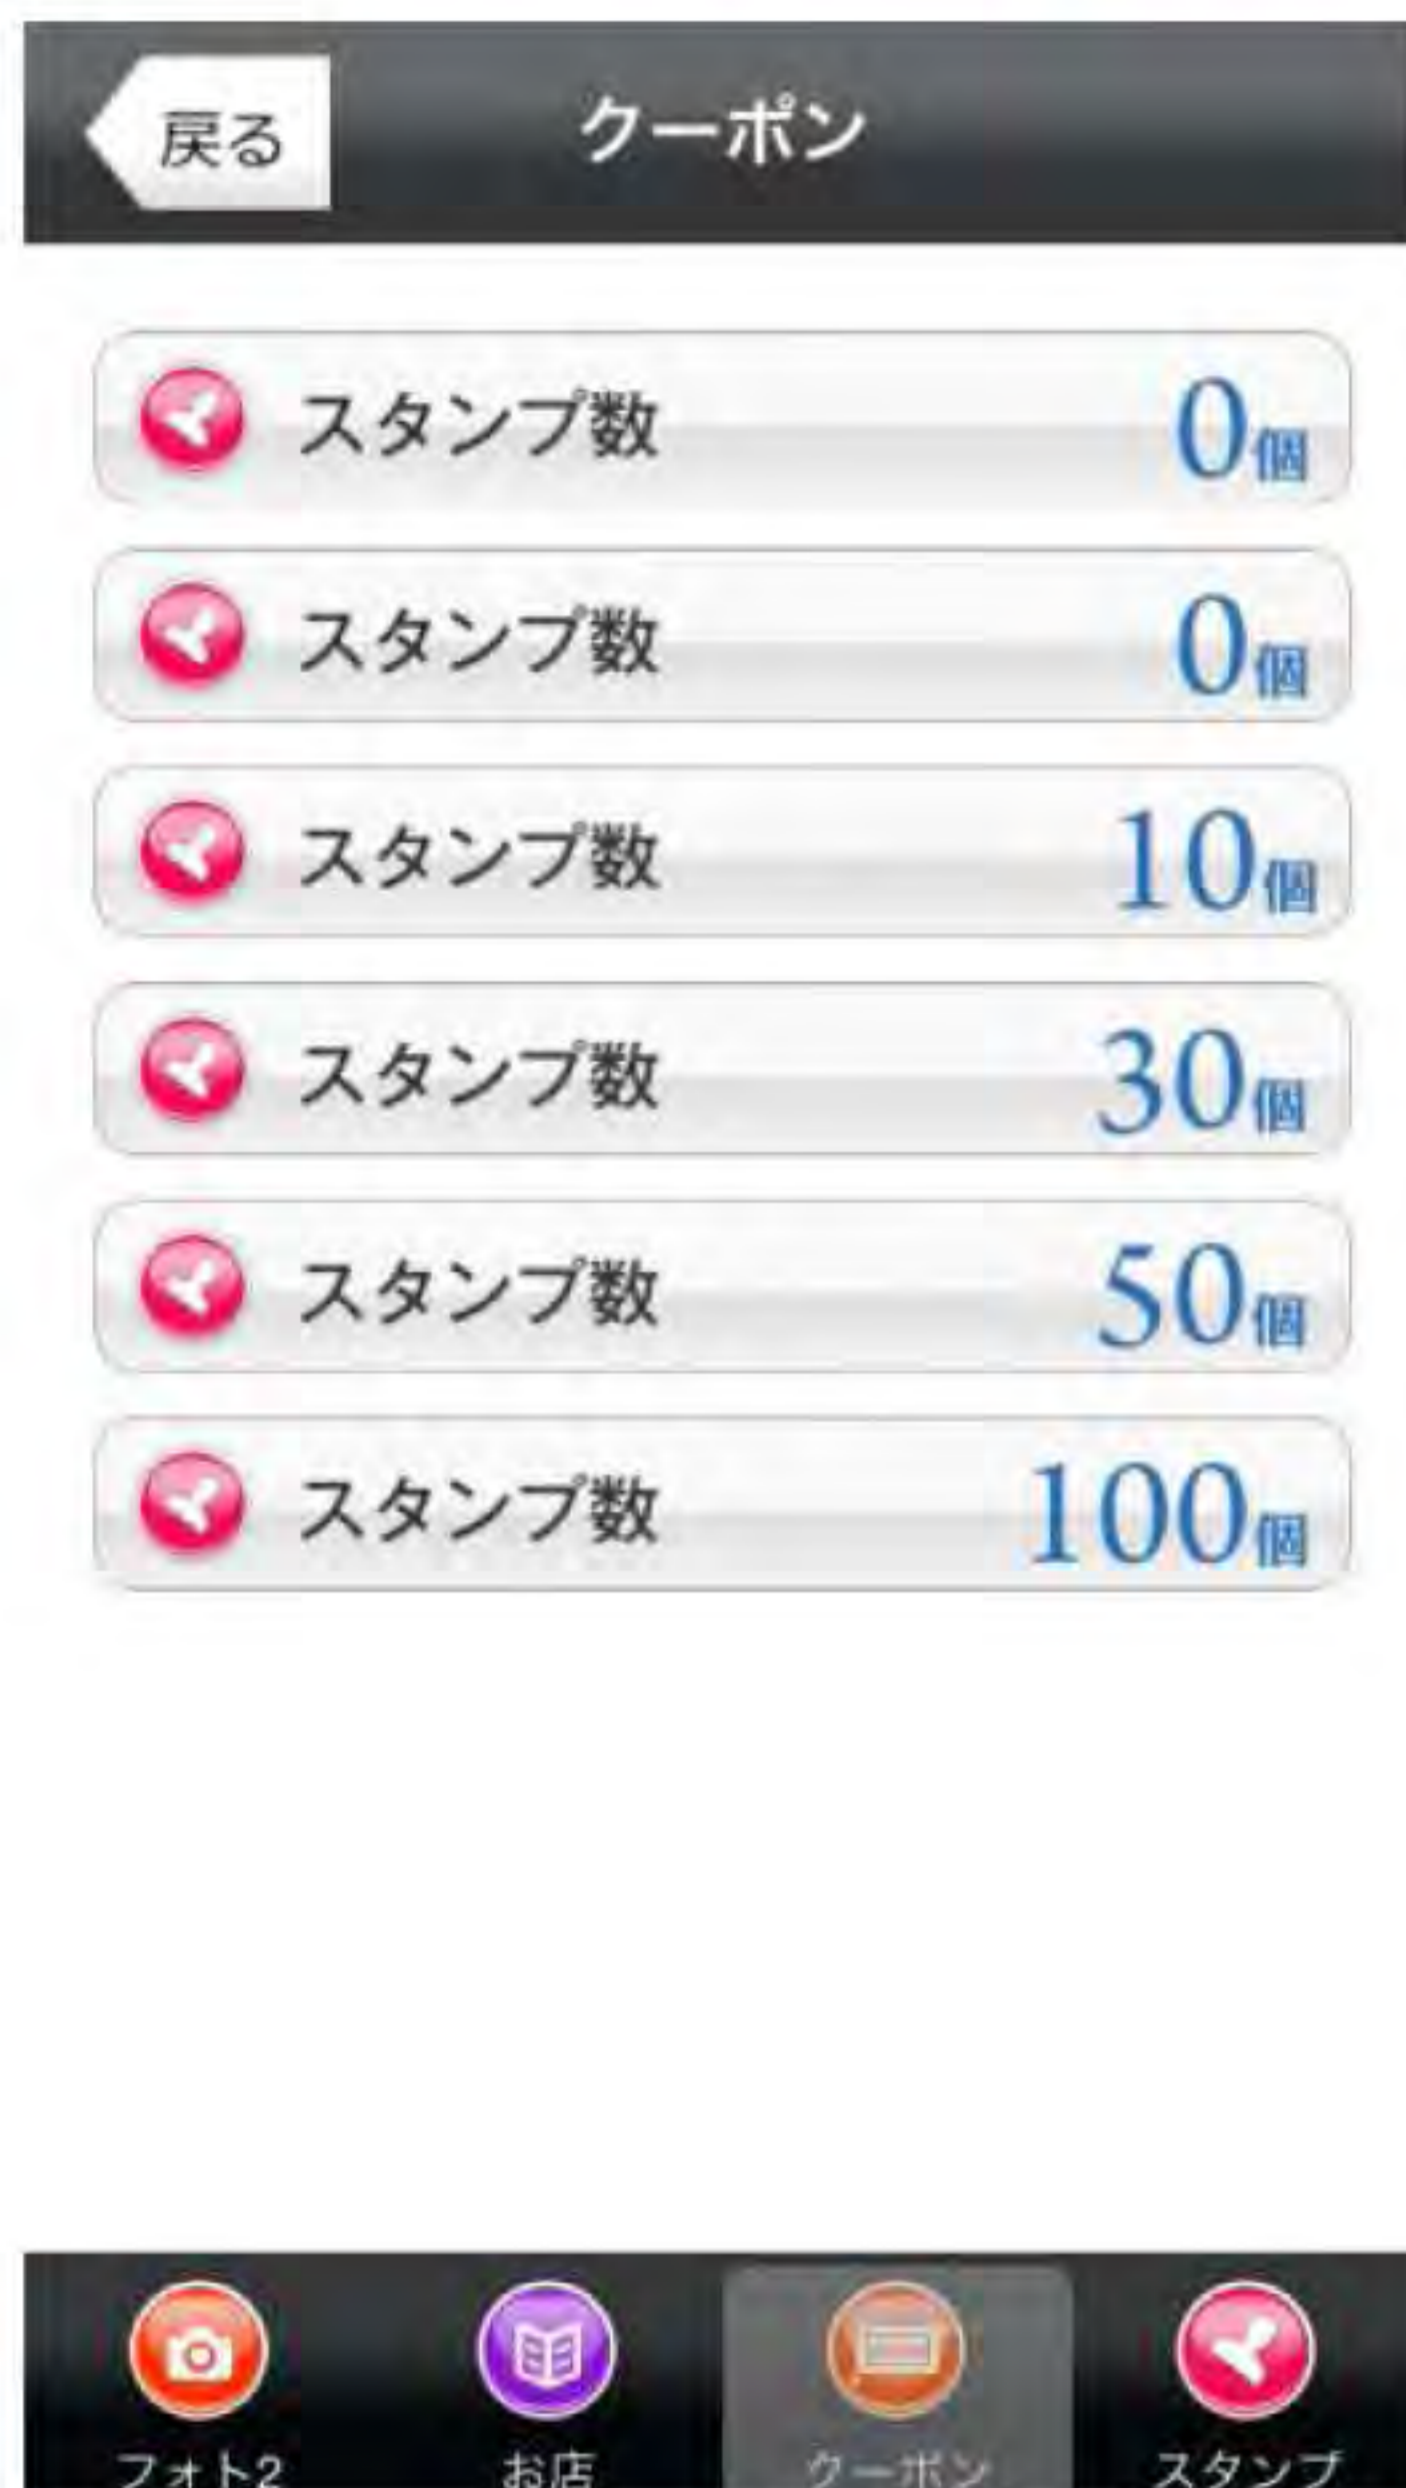 戻る
クーポン
スタンプ数 0個
スタンプ数 0個
スタンプ数 10個
スタンプ数 30個
スタンプ数 50個
スタンプ数 100個
フォト2 お店 クーポン スタンプ